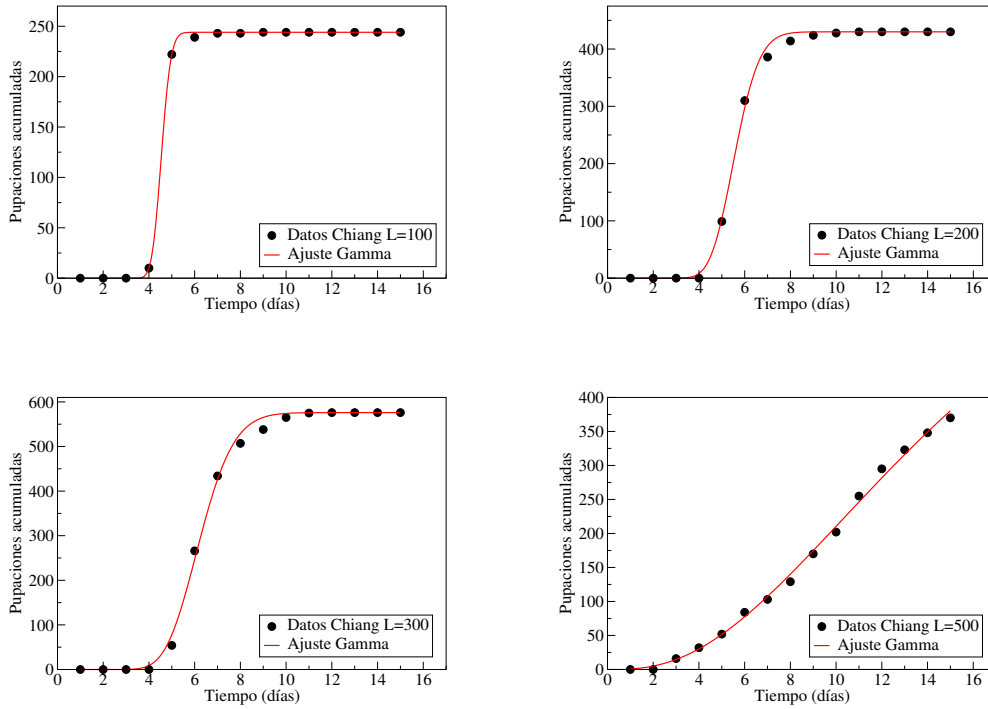 250
200
150
100
50
0
Pupaciones acumuladas
0 2 4 6 8 10 12 14 16
Tiempo (días)
Datos Chiang L=100
Ajuste Gamma
400
300
200
100
0
Pupaciones acumuladas
0 2 4 6 8 10 12 14 16
Tiempo (días)
Datos Chiang L=200
Ajuste Gamma
600
500
400
300
200
100
0
Pupaciones acumuladas
0 2 4 6 8 10 12 14 16
Tiempo (días)
Datos Chiang L=300
Ajuste Gamma
400
350
300
250
200
150
100
50
0
Pupaciones acumuladas
0 2 4 6 8 10 12 14 16
Tiempo (días)
Datos Chiang L=500
Ajuste Gamma